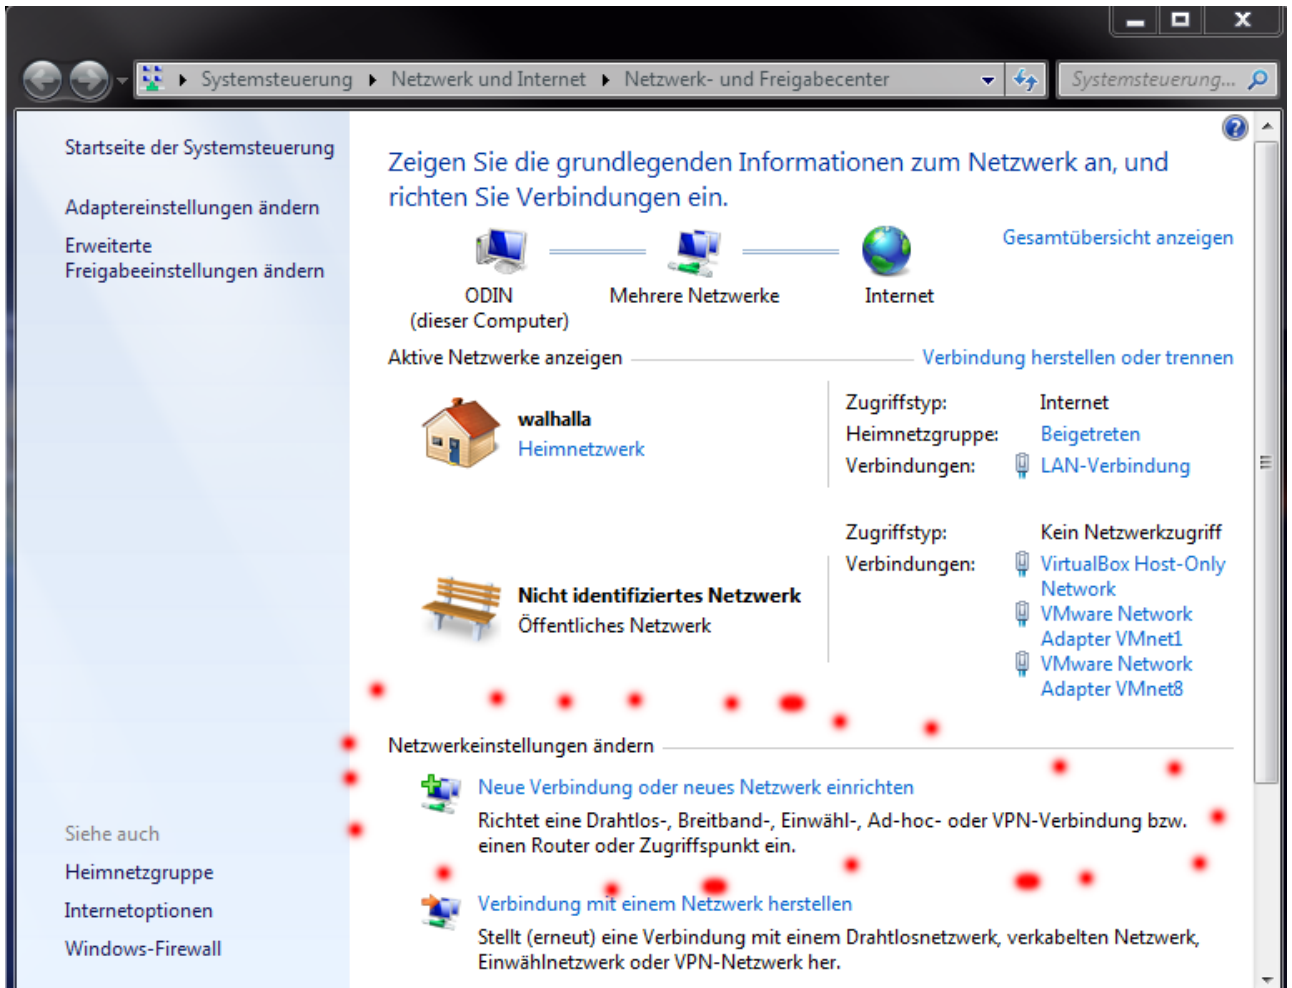 Systemsteuerung Netzwerk und Internet Netzwerk- und Freigabecenter
Systemsteuerung...
Startseite der Systemsteuerung
Adaptereinstellungen ändern
Erweiterte
Freigabeeinstellungen ändern
Siehe auch
Heimnetzgruppe
Internetoptionen
Windows-Firewall
Zeigen Sie die grundlegenden Informationen zum Netzwerk an, und
richten Sie Verbindungen ein.
Gesamtübersicht anzeigen
ODIN
(dieser Computer)
Mehrere Netzwerke
Internet
Aktive Netzwerke anzeigen
Verbindung herstellen oder trennen
walhalla
Heimnetzwerk
Zugriffstyp: Internet
Heimnetzgruppe: Beigetreten
Verbindungen: LAN-Verbindung
Nicht identifiziertes Netzwerk
Öffentliches Netzwerk
Zugriffstyp: Kein Netzwerkzugriff
Verbindungen: VirtualBox Host-Only
Network
VMware Network
Adapter VMnet1
VMware Network
Adapter VMnet8
Netzwerkeinstellungen ändern
Neue Verbindung oder neues Netzwerk einrichten
Richtet eine Drahtlos-, Breitband-, Einwähl-, Ad-hoc- oder VPN-Verbindung bzw.
einen Router oder Zugriffspunkt ein.
Verbindung mit einem Netzwerk herstellen
Stellt (erneut) eine Verbindung mit einem Drahtlosnetzwerk, verkabelten Netzwerk,
Einwählnetzwerk oder VPN-Netzwerk her.